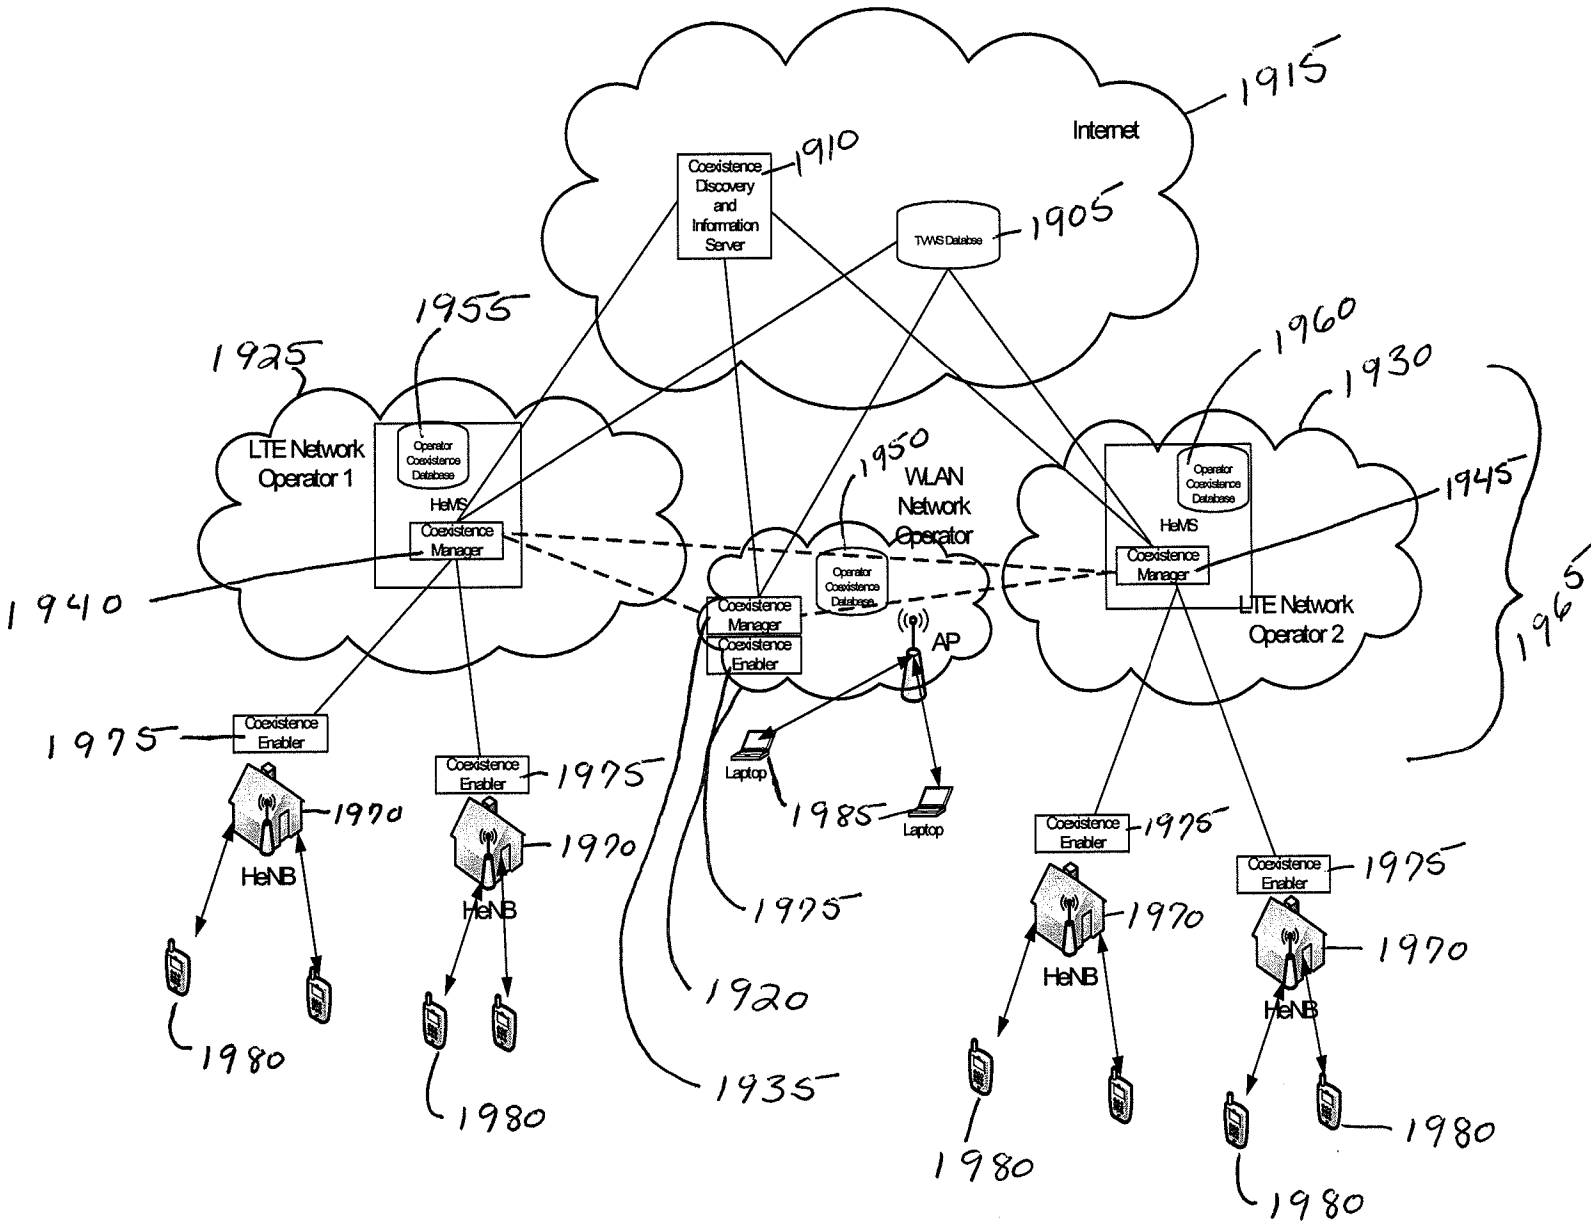 1915
Internet
1910
Coexistence
Discovery
and
Information
Server
1905
TVWS Databse
1955
1925
1960
1930
LTE Network
Operator 1
Operator
Coexistence
Database
HeMS
Coexistence
Manager
1940
1950
WLAN
Network
Operator
Operator
Coexistence
Database
Coexistence
Manager
Coexistence
Enabler
AP
Operator
Coexistence
Database
HeMS
1945
Coexistence
Manager
LTE Network
Operator 2
1965
1975
Coexistence
Enabler
1970
HeNB
Coexistence
Enabler
1975
1970
HeNB
1980
1980
Laptop
1985
Laptop
1975
1920
1935
Coexistence
Enabler
1975
1970
HeNB
Coexistence
Enabler
1975
1970
HeNB
1980
1980
1980